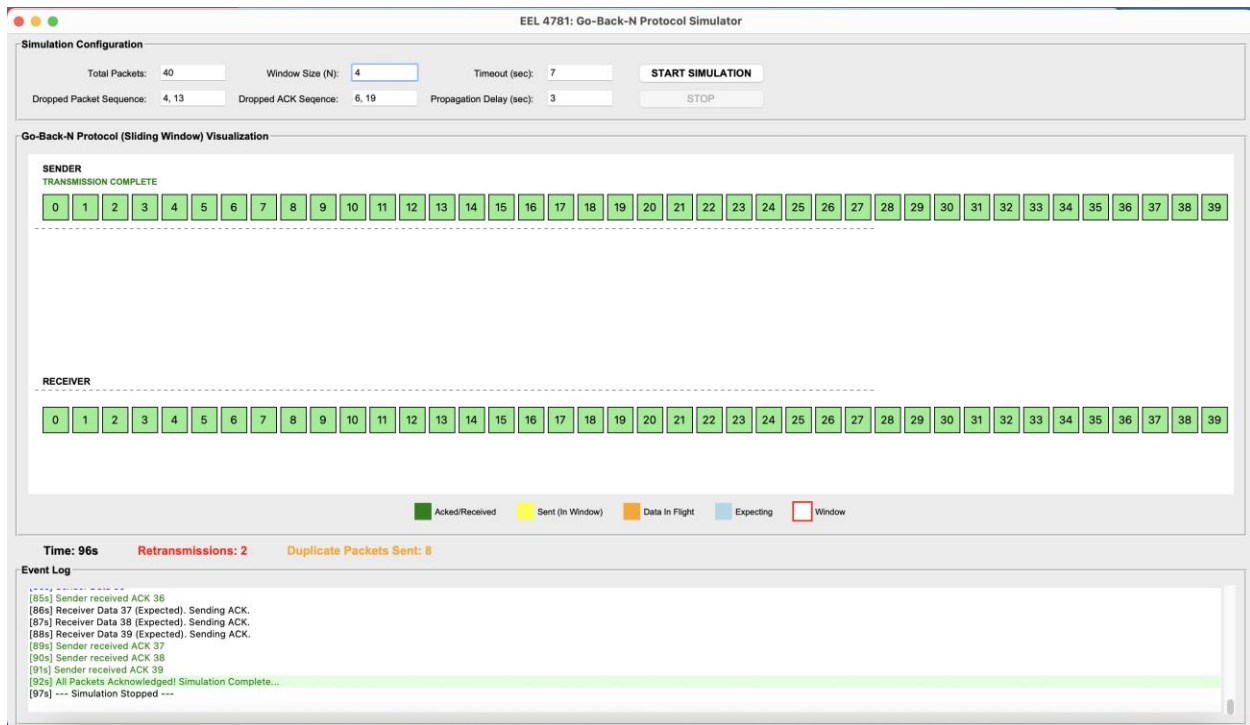 EEL 4781: Go-Back-N Protocol Simulator
Simulation Configuration
Total Packets: 40 Window Size (N): 4 Timeout (sec): 7 START SIMULATION
Dropped Packet Sequence: 4, 13 Dropped ACK Seqence: 6, 19 Propagation Delay (sec): 3 STOP
Go-Back-N Protocol (Sliding Window) Visualization
SENDER
TRANSMISSION COMPLETE
0 1 2 3 4 5 6 7 8 9 10 11 12 13 14 15 16 17 18 19 20 21 22 23 24 25 26 27 28 29 30 31 32 33 34 35 36 37 38 39
RECEIVER
0 1 2 3 4 5 6 7 8 9 10 11 12 13 14 15 16 17 18 19 20 21 22 23 24 25 26 27 28 29 30 31 32 33 34 35 36 37 38 39
Acked/Received Sent (In Window) Data In Flight Expecting Window
Time: 96s Retransmissions: 2 Duplicate Packets Sent: 8
Event Log
[85s] Sender received ACK 36
[86s] Receiver Data 37 (Expected). Sending ACK.
[87s] Receiver Data 38 (Expected). Sending ACK.
[88s] Receiver Data 39 (Expected). Sending ACK.
[89s] Sender received ACK 37
[90s] Sender received ACK 38
[91s] Sender received ACK 39
[92s] All Packets Acknowledged! Simulation Complete...
[97s] --- Simulation Stopped ---